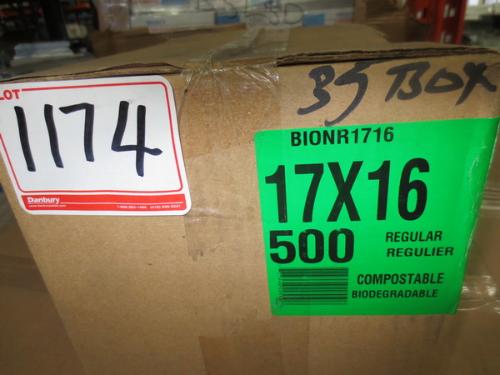 35 BOX
LOT
1174
Danbury
BIONR1716
17X16
500
REGULAR
REGULIER
COMPOSTABLE
BIODEGRADABLE